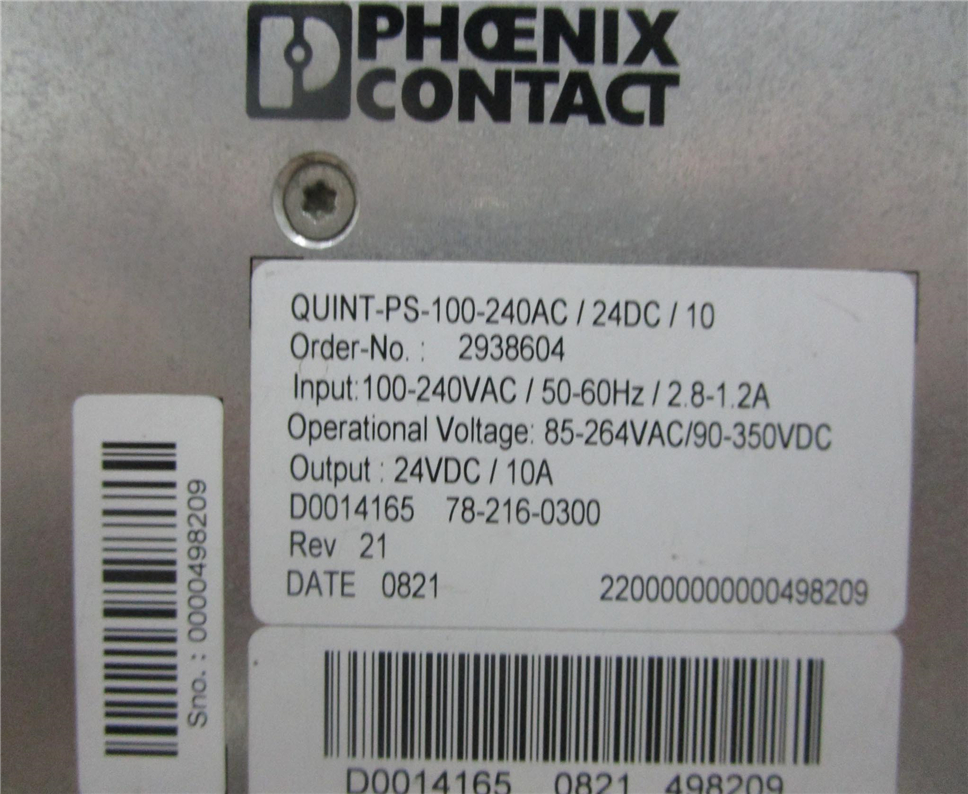 PHŒNIX
CONTACT
QUINT-PS-100-240AC / 24DC / 10
Order-No. : 2938604
Input:100-240VAC / 50-60Hz / 2.8-1.2A
Operational Voltage: 85-264VAC/90-350VDC
Output : 24VDC / 10A
D0014165 78-216-0300
Rev 21
DATE 0821 220000000000498209
Sno. : 0000498209
D0014165 0821 498209